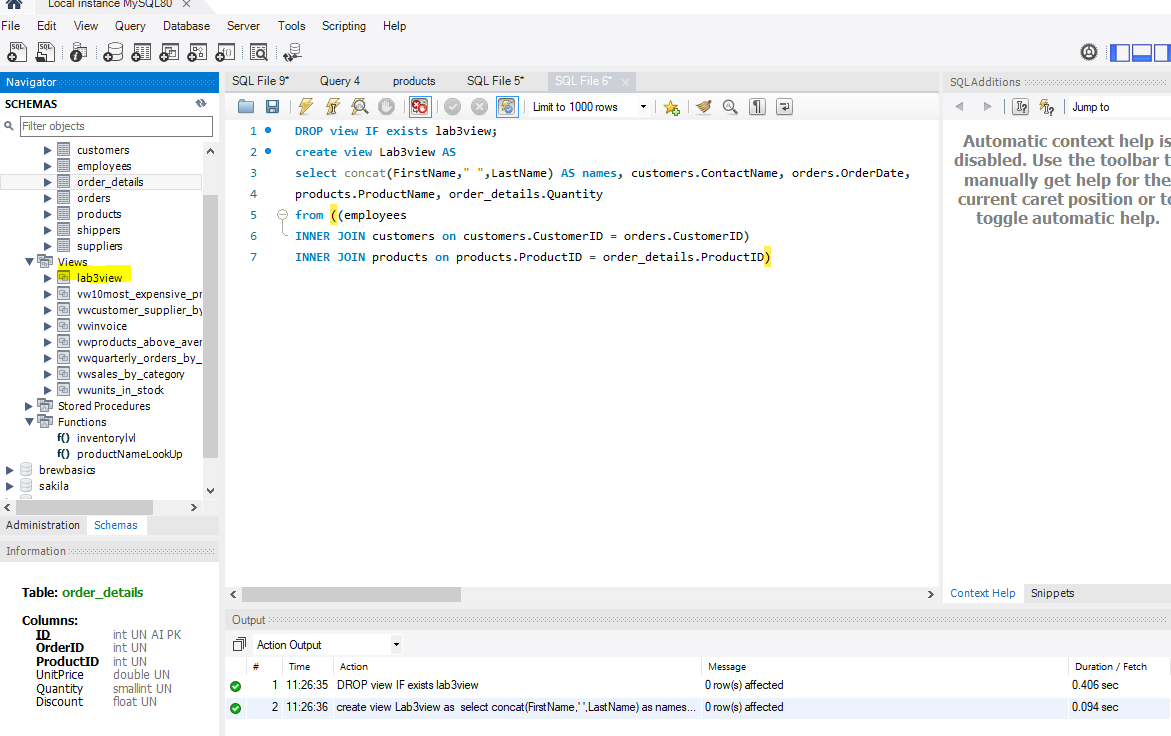 Local instance MySQL80
File Edit View Query Database Server Tools Scripting Help
Navigator
SCHEMAS
Filter objects
customers
employees
order_details
orders
products
shippers
suppliers
Views
lab3view
vw10most_expensive_pr
vwcustomer_supplier_by
vwinvoice
vwproducts_above_aver
vwquarterly_orders_by_
vwsales_by_category
vwunits_in_stock
Stored Procedures
Functions
f() inventorylvl
f() productNameLookUp
brewbasics
sakila
Administration Schemas
Information
Table: order_details
Columns:
ID int UN AI PK
OrderID int UN
ProductID int UN
UnitPrice double UN
Quantity smallint UN
Discount float UN
SQL File 9* Query 4 products SQL File 5* SQL File 6*
Limit to 1000 rows
1 DROP view IF exists lab3view;
2 create view Lab3view AS
3 select concat(FirstName," ",LastName) AS names, customers.ContactName, orders.OrderDate,
4 products.ProductName, order_details.Quantity
5 from ((employees
6 INNER JOIN customers on customers.CustomerID = orders.CustomerID)
7 INNER JOIN products on products.ProductID = order_details.ProductID)
SQLAdditions
Jump to
Automatic context help is
disabled. Use the toolbar t
manually get help for the
current caret position or to
toggle automatic help.
Context Help Snippets
Output
Action Output
# Time Action Message Duration / Fetch
1 11:26:35 DROP view IF exists lab3view 0 row(s) affected 0.406 sec
2 11:26:36 create view Lab3view as select concat(FirstName,' ',LastName) as names... 0 row(s) affected 0.094 sec